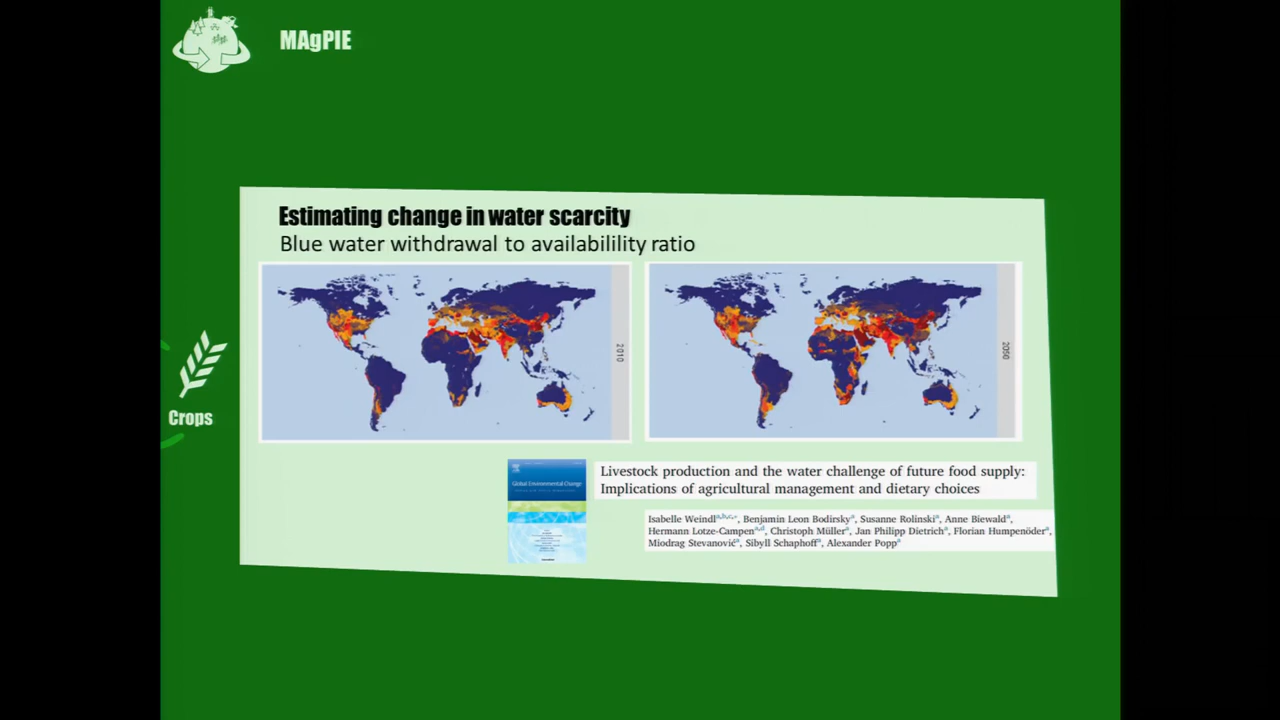 MAgPIE
Estimating change in water scarcity
Blue water withdrawal to availabilility ratio
2010
2050
Crops
Global Environmental Change
Livestock production and the water challenge of future food supply:
Implications of agricultural management and dietary choices
Isabelle Weindl a,b,c,*, Benjamin Leon Bodirsky a, Susanne Rolinski a, Anne Biewald a,
Hermann Lotze-Campen a,d, Christoph Müller a, Jan Philipp Dietrich a, Florian Humpenöder a,
Miodrag Stevanović a, Sibyll Schaphoff a, Alexander Popp a